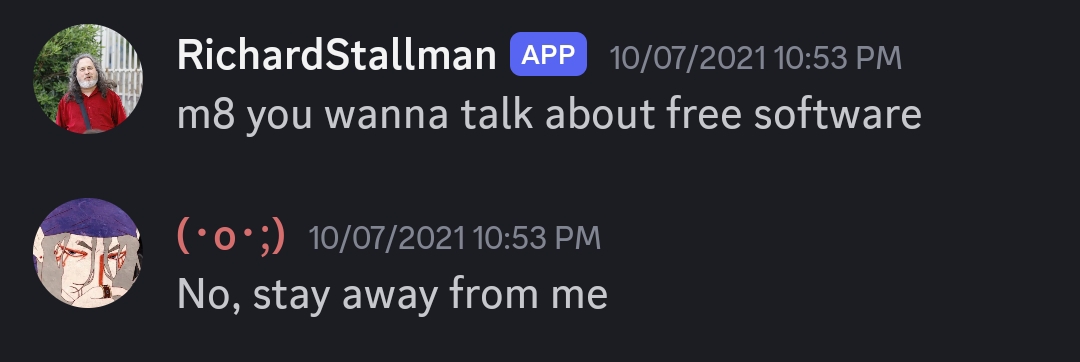 RichardStallman APP 10/07/2021 10:53 PM
m8 you wanna talk about free software
(・o・;) 10/07/2021 10:53 PM
No, stay away from me